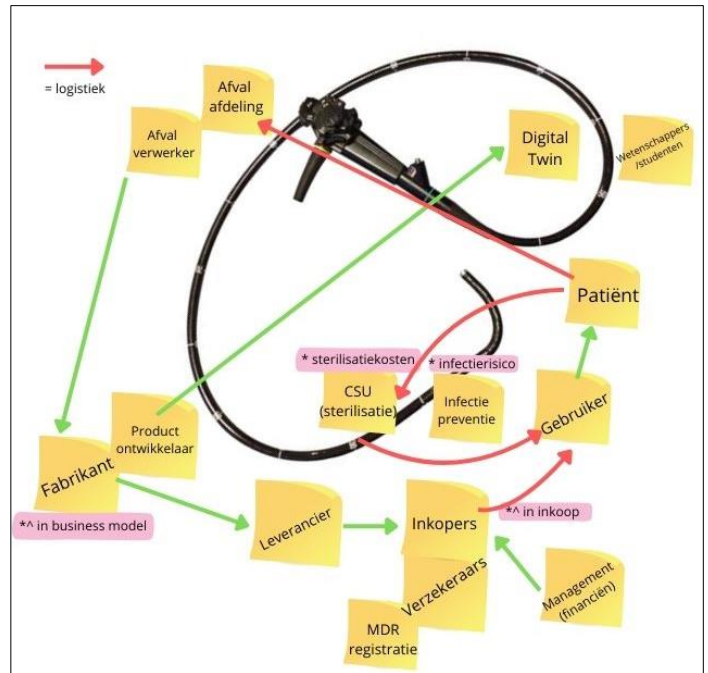 = logistiek
Afval
afdeling
Afval
verwerker
Digital
Twin
Wetenschappers
/studenten
Patiënt
* sterilisatiekosten
* infectierisico
CSU
(sterilisatie)
Infectie
preventie
Gebruiker
Product
ontwikkelaar
Fabrikant
*^ in business model
Leverancier
Inkopers
*^ in inkoop
Verzekeraars
Management
(financiën)
MDR
registratie